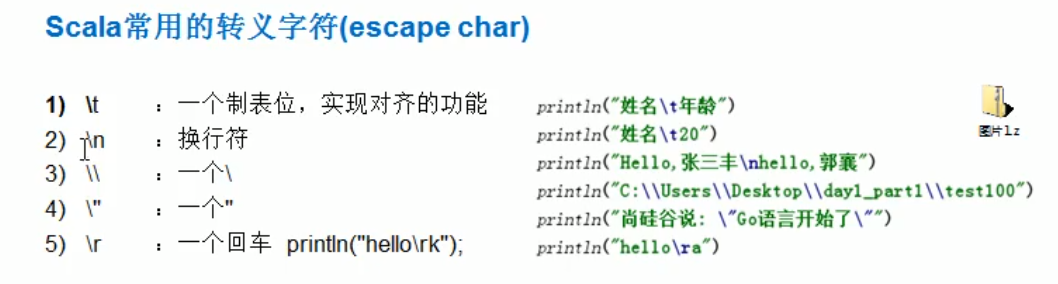 Scala常用的转义字符(escape char)
1) \t ：一个制表位，实现对齐的功能
2) \n ：换行符
3) \\ ：一个\
4) \" ：一个"
5) \r ：一个回车 println("hello\rk");
println("姓名\t年龄")
println("姓名\t20")
println("Hello,张三丰\nhello,郭襄")
println("C:\\Users\\Desktop\\day1_part1\\test100")
println("尚硅谷说: \"Go语言开始了\"")
println("hello\ra")
图片1z